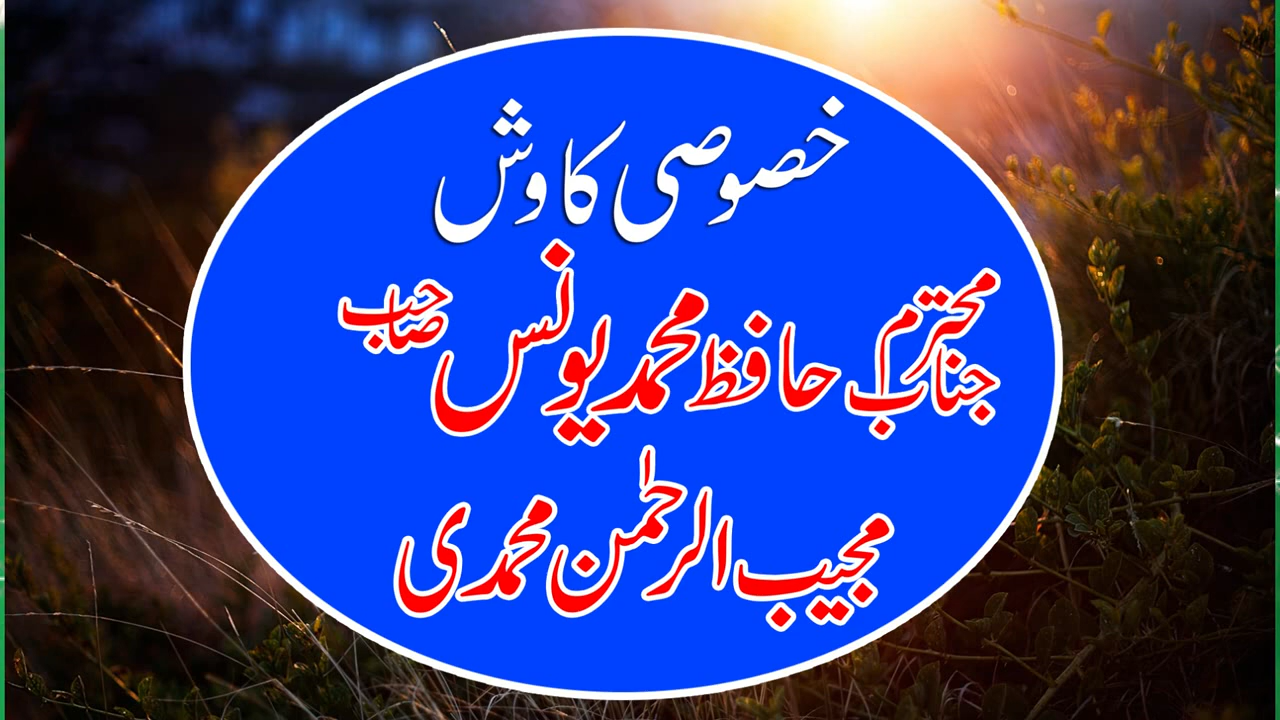 خصوصی کاوش
محترم جناب حافظ محمد یونس صاحب
مجیب الرحمٰن محمدی